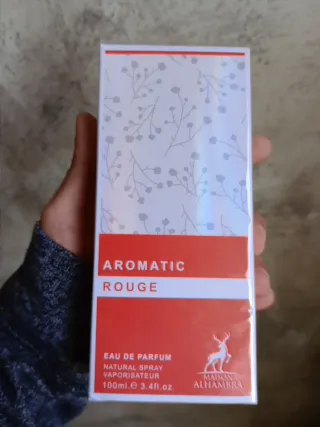 AROMATIC
ROUGE
EAU DE PARFUM
NATURAL SPRAY
VAPORISATEUR
100ml.℮ 3.4fl.oz.
MAISON
ALHAMBRA